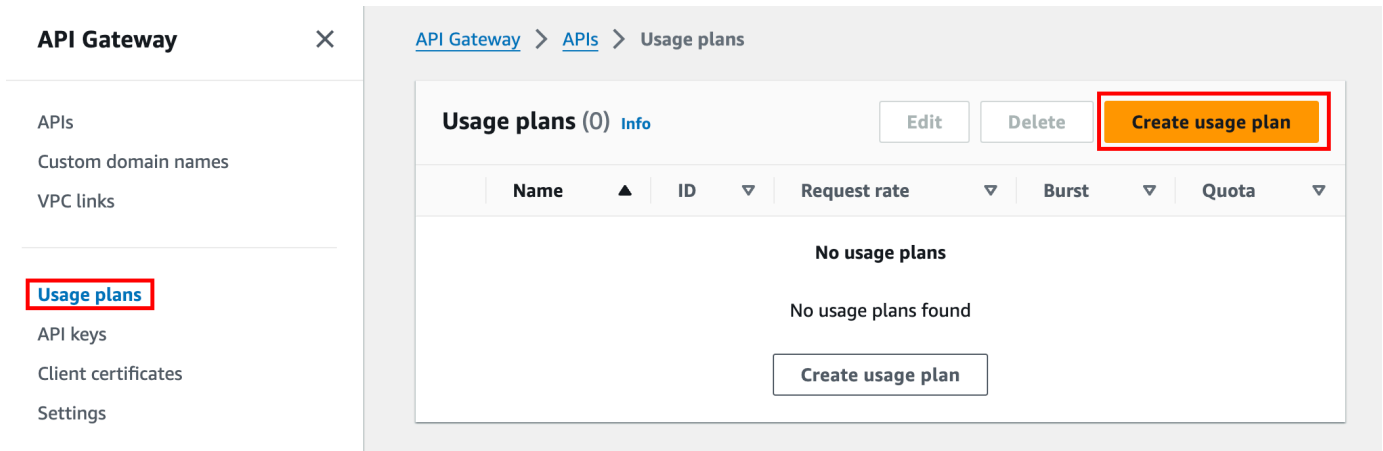 API Gateway
APIs
Custom domain names
VPC links
Usage plans
API keys
Client certificates
Settings
API Gateway > APIs > Usage plans
Usage plans (0) Info Edit Delete Create usage plan
Name ID Request rate Burst Quota
No usage plans
No usage plans found
Create usage plan